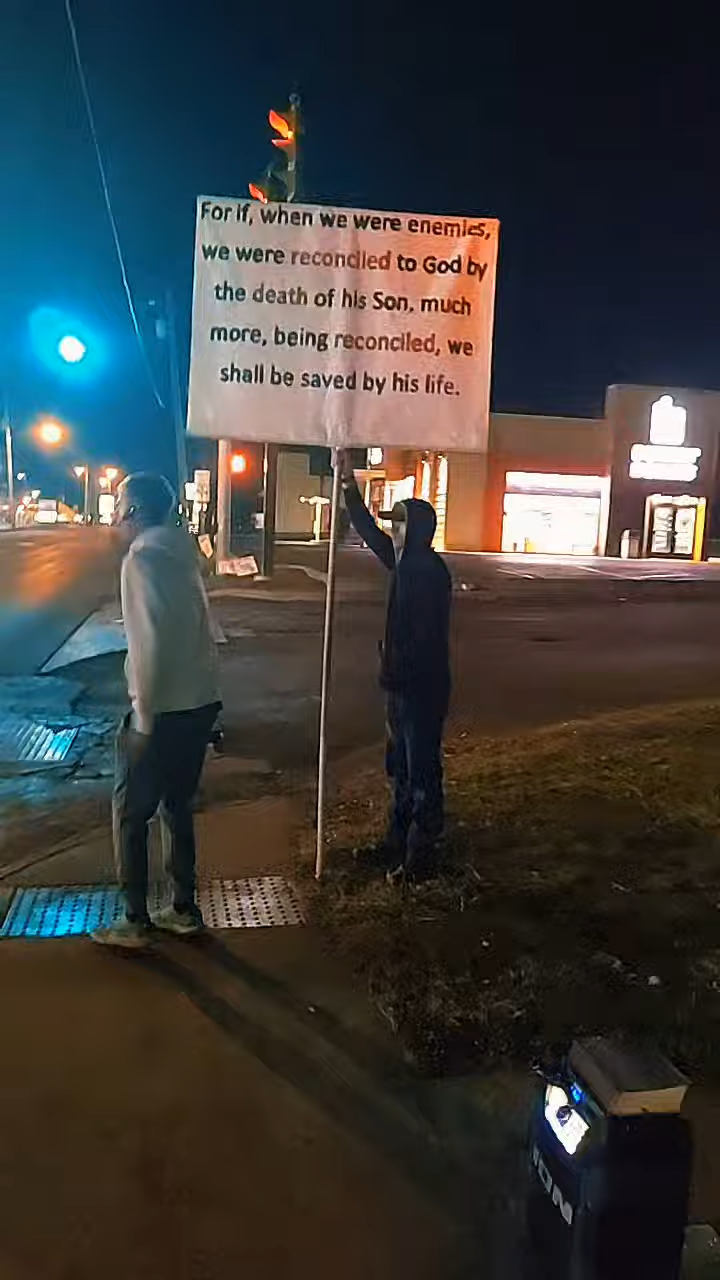 For if, when we were enemies,
we were reconciled to God by
the death of his Son, much
more, being reconciled, we
shall be saved by his life.
ION